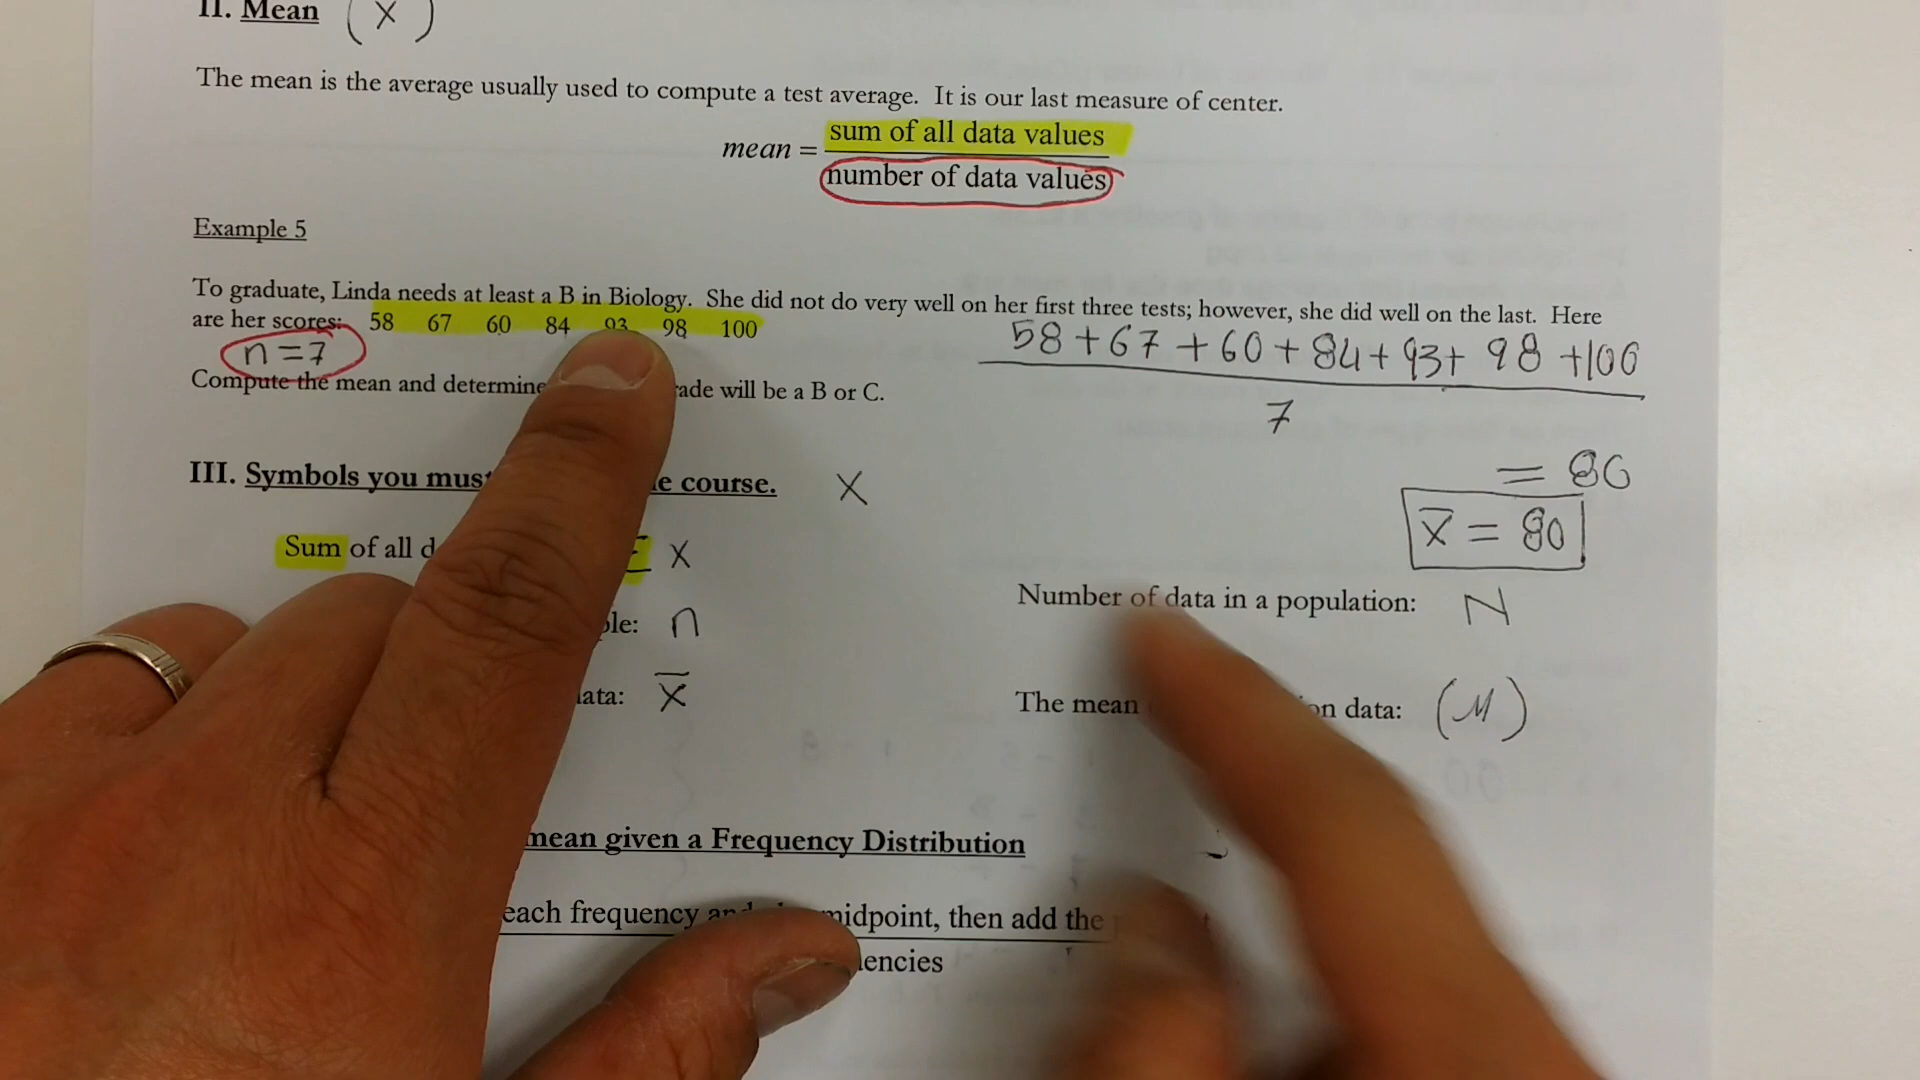 II. Mean (X)
The mean is the average usually used to compute a test average. It is our last measure of center.
mean = sum of all data values
number of data values
Example 5
To graduate, Linda needs at least a B in Biology. She did not do very well on her first three tests; however, she did well on the last. Here
are her scores: 58 67 60 84 93 98 100
58 + 67 + 60 + 84 + 93 + 98 + 100
n = 7
Compute the mean and determine grade will be a B or C.
7
= 80
III. Symbols you must course. X
x̄ = 80
Sum of all Σ X
Number of data in a population: N
n
data: x̄
The mean data: (μ)
mean given a Frequency Distribution
each frequency midpoint, then add the